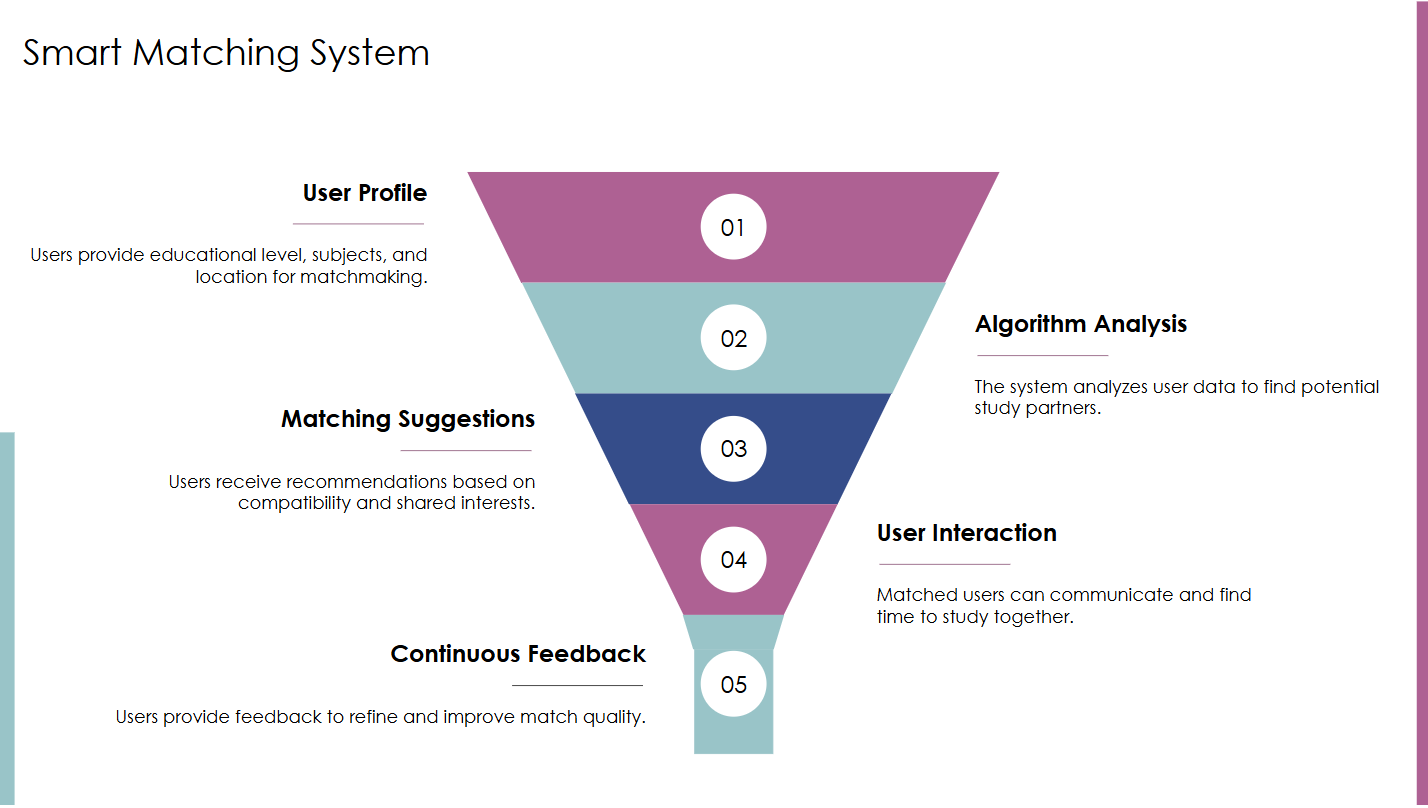 Smart Matching System
User Profile
Users provide educational level, subjects, and
location for matchmaking.
01
02
Algorithm Analysis
The system analyzes user data to find potential
study partners.
Matching Suggestions
Users receive recommendations based on
compatibility and shared interests.
03
04
User Interaction
Matched users can communicate and find
time to study together.
Continuous Feedback
Users provide feedback to refine and improve match quality.
05